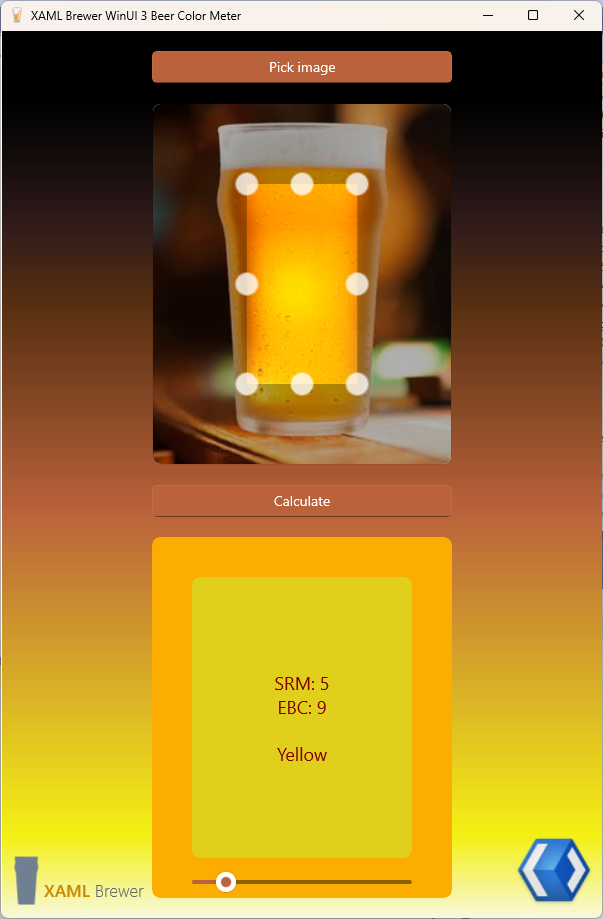 XAML Brewer WinUI 3 Beer Color Meter
Pick image
Calculate
SRM: 5
EBC: 9
Yellow
XAML Brewer